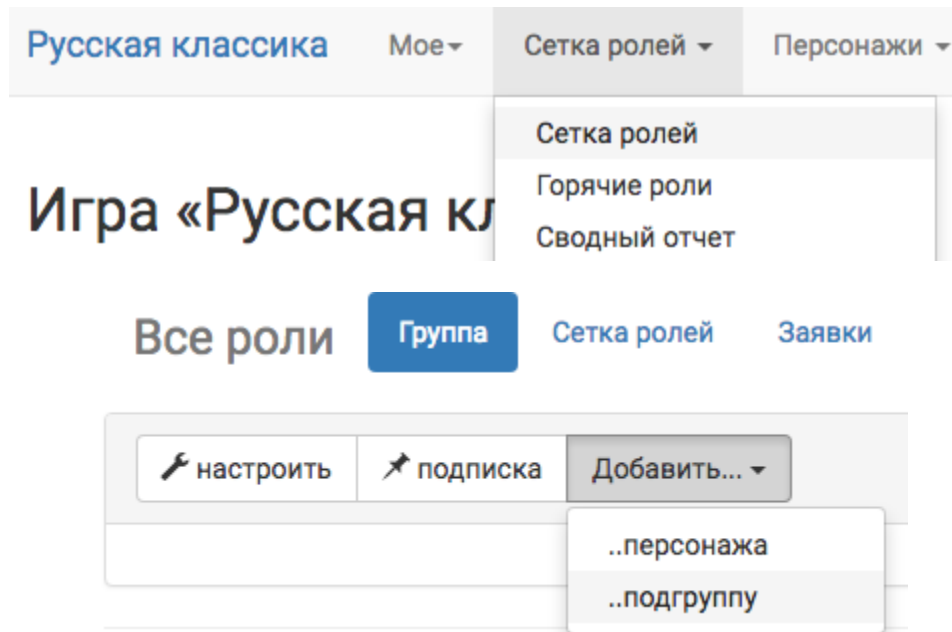 Русская классика Мое Сетка ролей Персонажи
Сетка ролей
Горячие роли
Игра «Русская кл
Сводный отчет
Все роли Группа Сетка ролей Заявки
настроить подписка Добавить...
..персонажа
..подгруппу